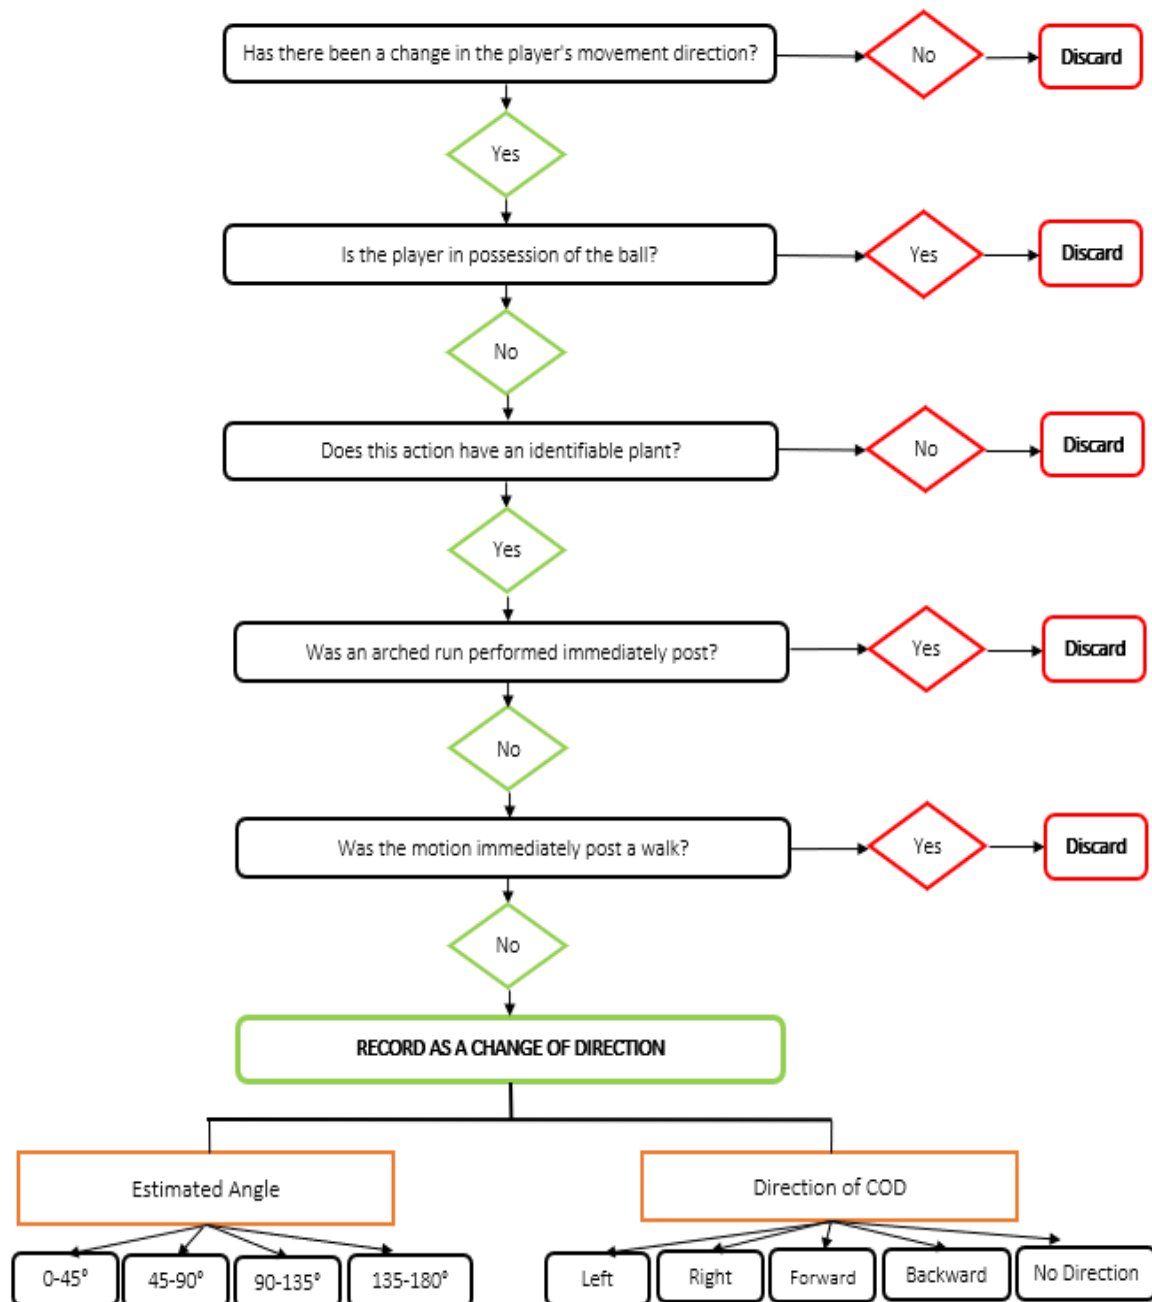 Has there been a change in the player's movement direction?
No
Discard
Yes
Is the player in possession of the ball?
Yes
Discard
No
Does this action have an identifiable plant?
No
Discard
Yes
Was an arched run performed immediately post?
Yes
Discard
No
Was the motion immediately post a walk?
Yes
Discard
No
RECORD AS A CHANGE OF DIRECTION
Estimated Angle
Direction of COD
0-45°
45-90°
90-135°
135-180°
Left
Right
Forward
Backward
No Direction